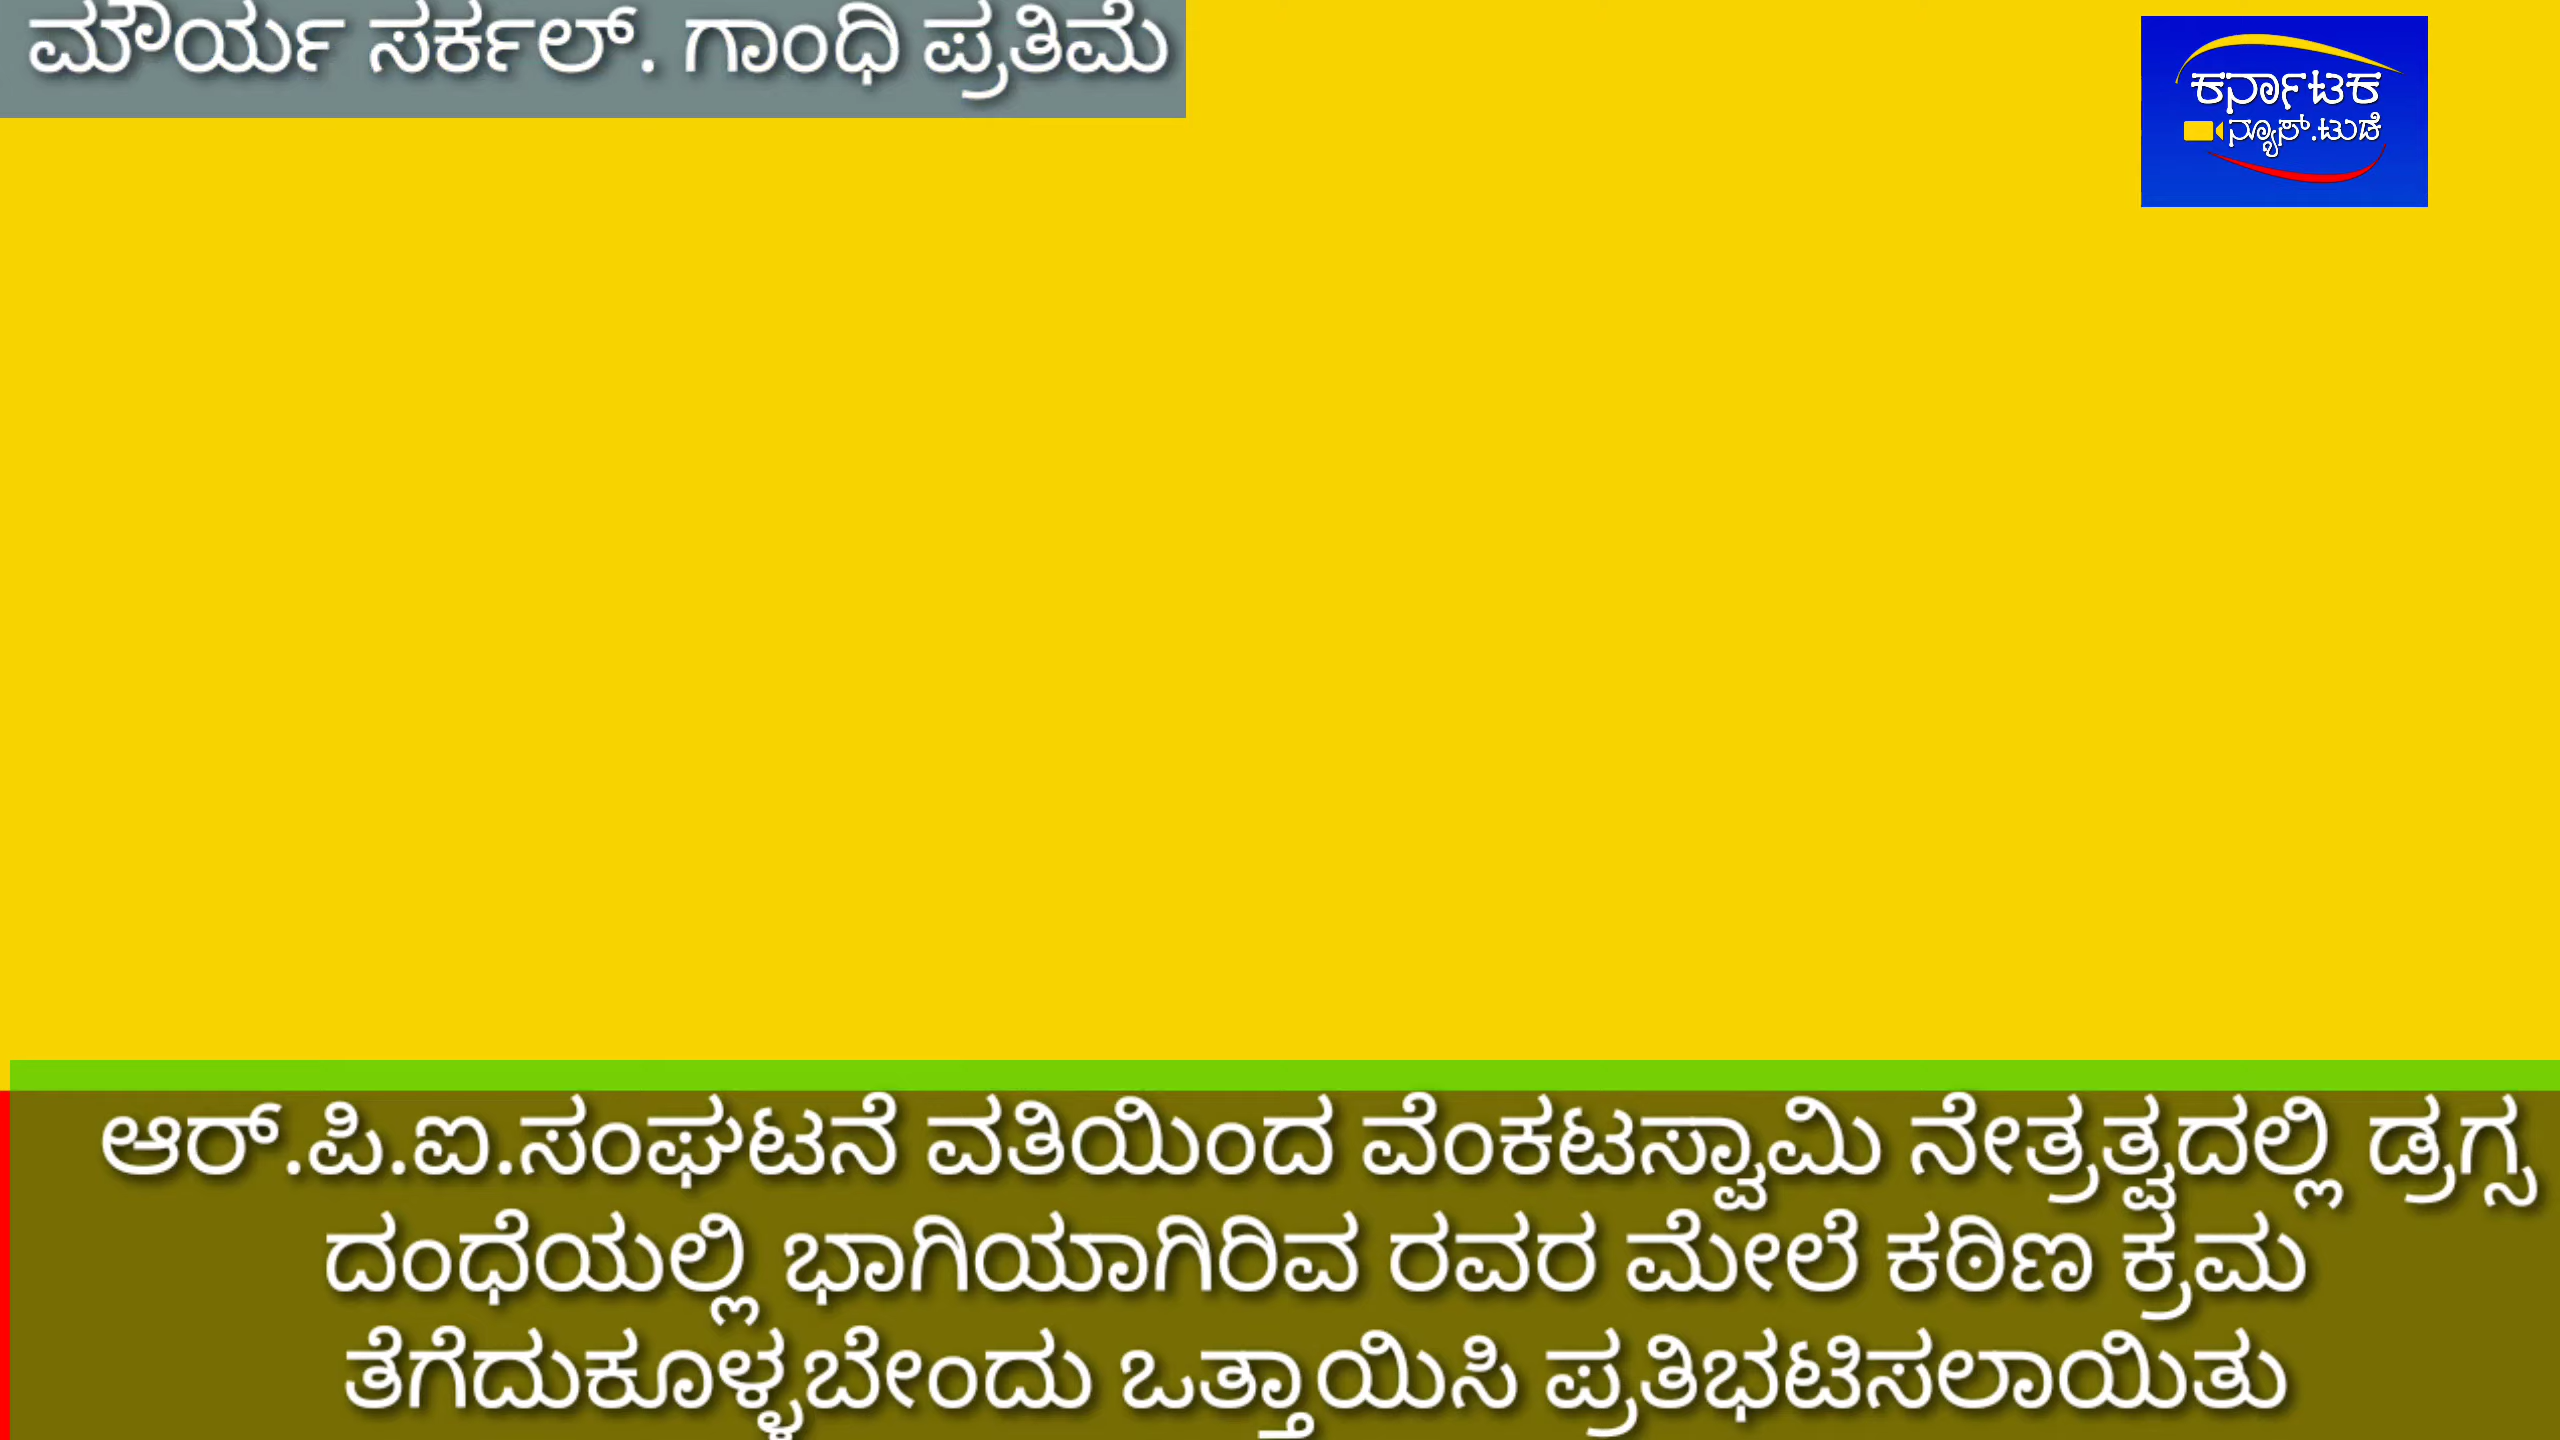 ಮೌರ್ಯ ಸರ್ಕಲ್. ಗಾಂಧಿ ಪ್ರತಿಮೆ
ಕರ್ನಾಟಕ
ನ್ಯೂಸ್.ಟುಡೆ
ಆರ್.ಪಿ.ಐ.ಸಂಘಟನೆ ವತಿಯಿಂದ ವೆಂಕಟಸ್ವಾಮಿ ನೇತ್ರತ್ವದಲ್ಲಿ ಡ್ರಗ್ಸ
ದಂಧೆಯಲ್ಲಿ ಭಾಗಿಯಾಗಿರಿವ ರವರ ಮೇಲೆ ಕಠಿಣ ಕ್ರಮ
ತೆಗೆದುಕೂಳ್ಳಬೇಂದು ಒತ್ತಾಯಿಸಿ ಪ್ರತಿಭಟಿಸಲಾಯಿತು